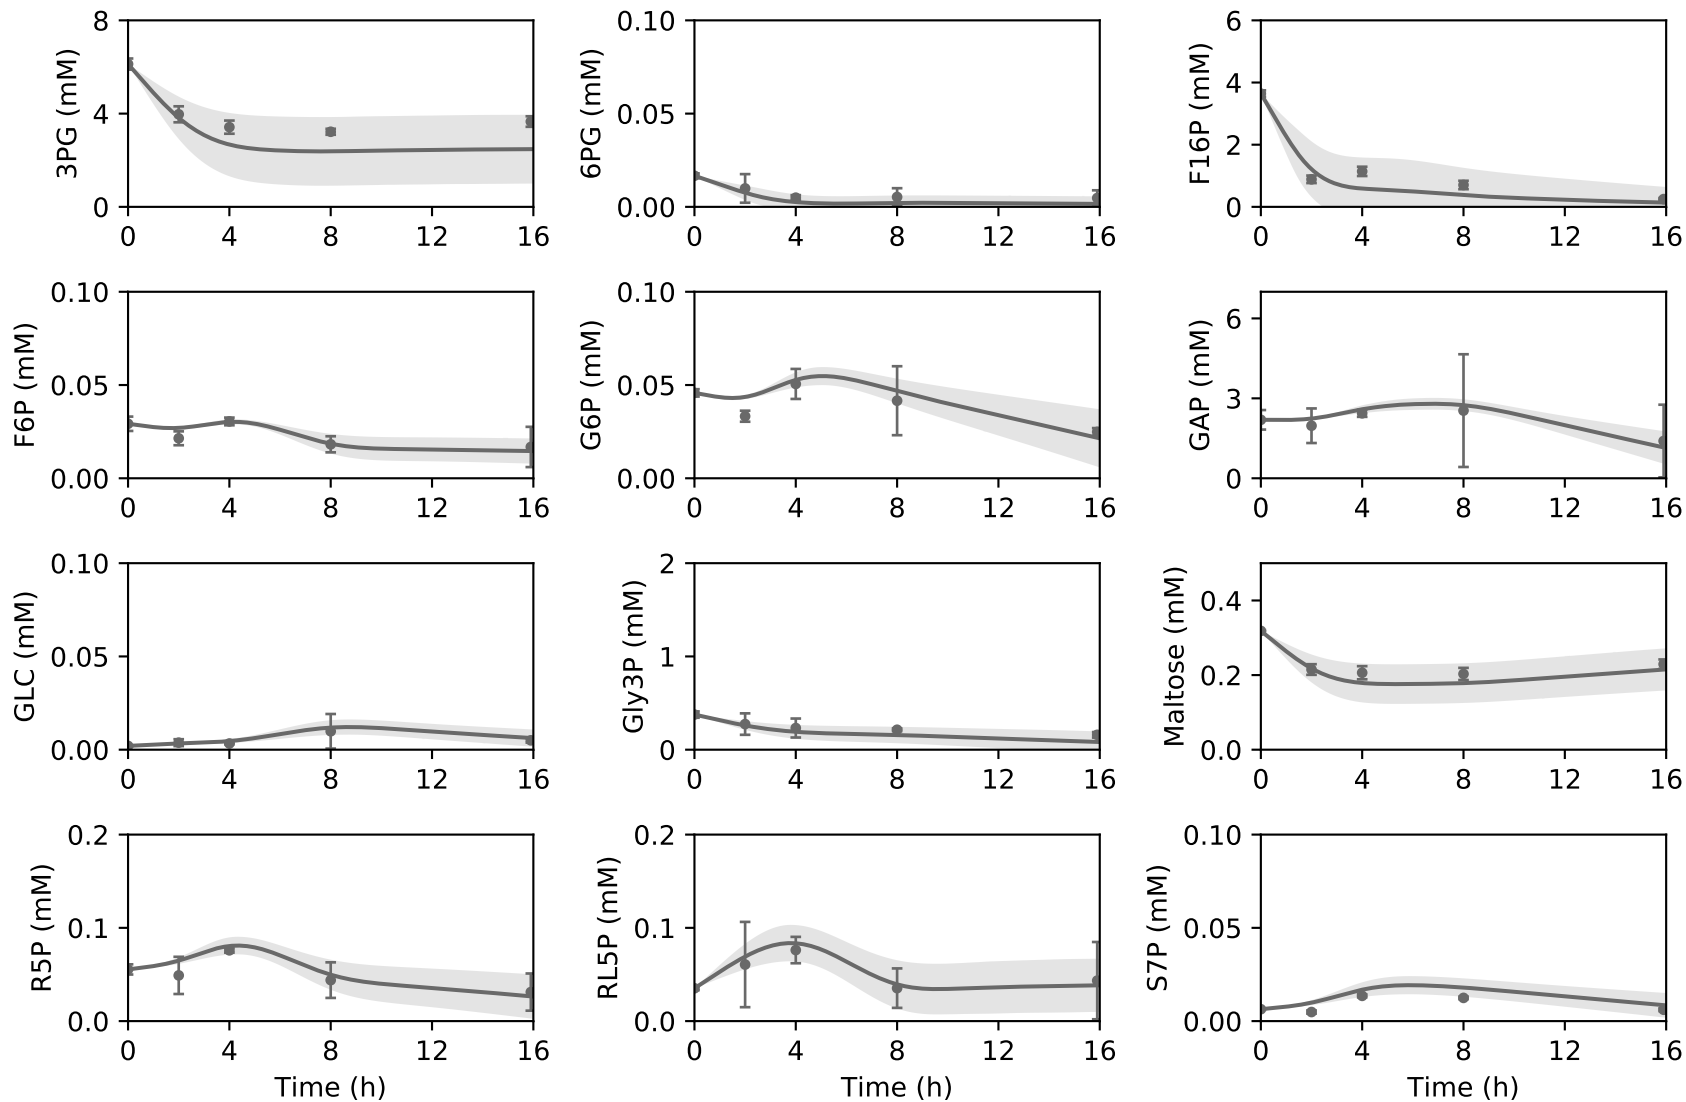 3PG (mM)
8
4
0
0 4 8 12 16
6PG (mM)
0.10
0.05
0.00
0 4 8 12 16
F16P (mM)
6
4
2
0
0 4 8 12 16
F6P (mM)
0.10
0.05
0.00
0 4 8 12 16
G6P (mM)
0.10
0.05
0.00
0 4 8 12 16
GAP (mM)
6
3
0
0 4 8 12 16
GLC (mM)
0.10
0.05
0.00
0 4 8 12 16
Gly3P (mM)
2
1
0
0 4 8 12 16
Maltose (mM)
0.4
0.2
0.0
0 4 8 12 16
R5P (mM)
0.2
0.1
0.0
0 4 8 12 16
Time (h)
RL5P (mM)
0.2
0.1
0.0
0 4 8 12 16
Time (h)
S7P (mM)
0.10
0.05
0.00
0 4 8 12 16
Time (h)